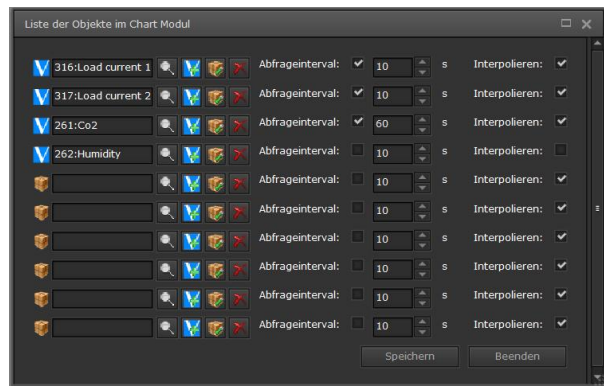 Liste der Objekte im Chart Modul
316:Load current 1 Abfrageinterval: 10 s Interpolieren:
317:Load current 2 Abfrageinterval: 10 s Interpolieren:
261:Co2 Abfrageinterval: 60 s Interpolieren:
262:Humidity Abfrageinterval: 10 s Interpolieren:
Abfrageinterval: 10 s Interpolieren:
Abfrageinterval: 10 s Interpolieren:
Abfrageinterval: 10 s Interpolieren:
Abfrageinterval: 10 s Interpolieren:
Abfrageinterval: 10 s Interpolieren:
Abfrageinterval: 10 s Interpolieren:
Speichern Beenden